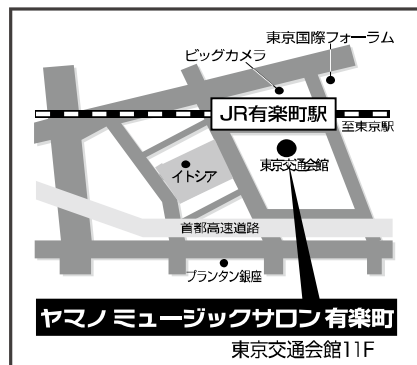 東京国際フォーラム
ビックカメラ
JR有楽町駅
至東京駅
東京交通会館
イトシア
首都高速道路
プランタン銀座
ヤマノ ミュージックサロン 有楽町
東京交通会館11F